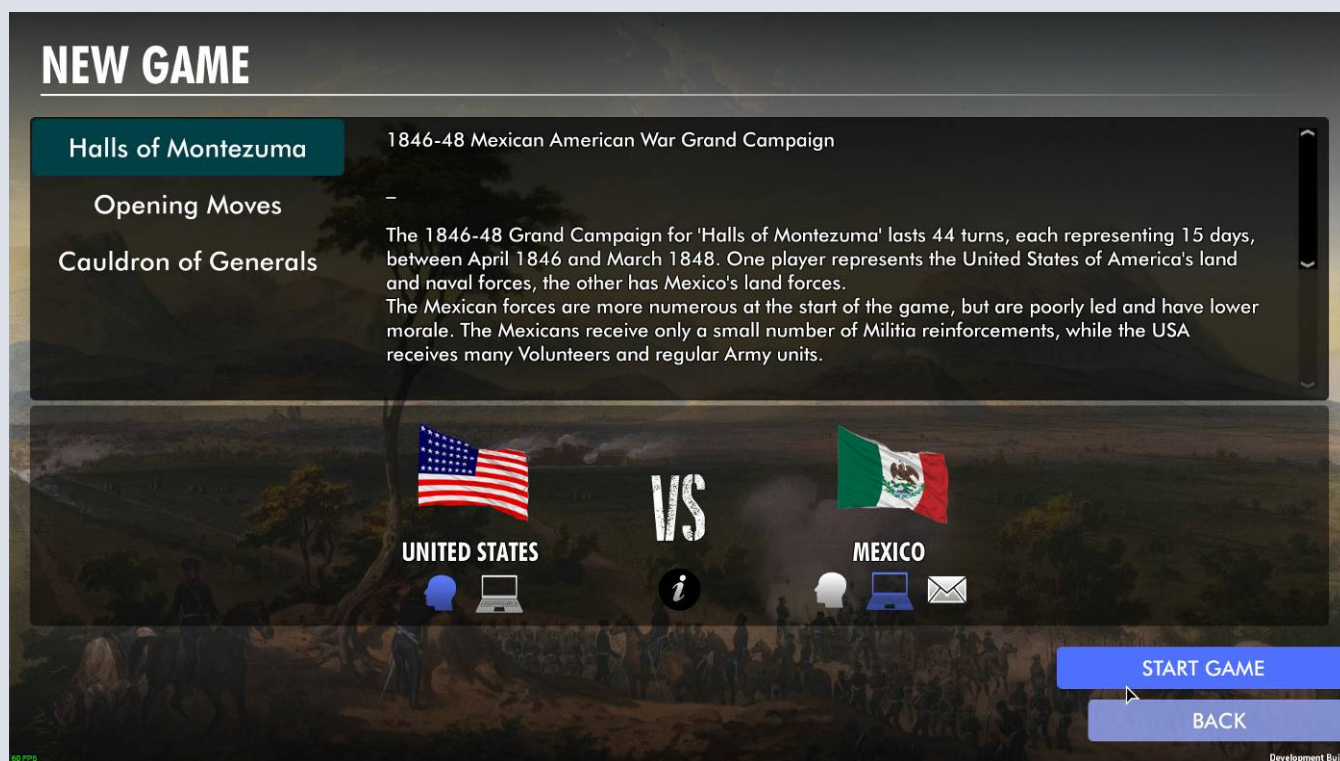 NEW GAME
Halls of Montezuma
Opening Moves
Cauldron of Generals
1846-48 Mexican American War Grand Campaign
–
The 1846-48 Grand Campaign for 'Halls of Montezuma' lasts 44 turns, each representing 15 days,
between April 1846 and March 1848. One player represents the United States of America's land
and naval forces, the other has Mexico's land forces.
The Mexican forces are more numerous at the start of the game, but are poorly led and have lower
morale. The Mexicans receive only a small number of Militia reinforcements, while the USA
receives many Volunteers and regular Army units.
VS
UNITED STATES
MEXICO
i
START GAME
BACK
60 FPS
Development Bui